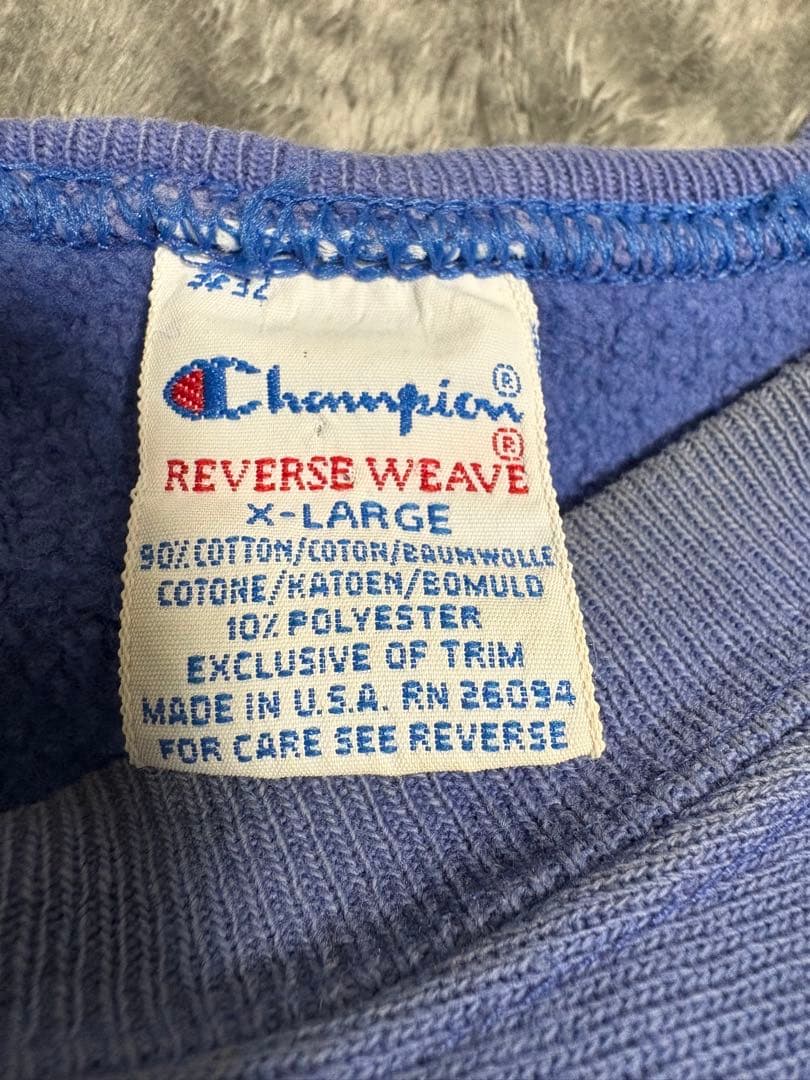 Champion®
REVERSE WEAVE®
X-LARGE
90% COTTON/COTON/BAUMWOLLE
COTONE/KATOEN/BOMULD
10% POLYESTER
EXCLUSIVE OF TRIM
MADE IN U.S.A. RN 26094
FOR CARE SEE REVERSE